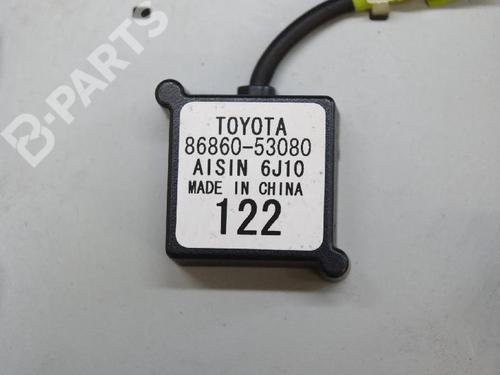 B-PARTS
TOYOTA
86860-53080
AISIN 6J10
MADE IN CHINA
122